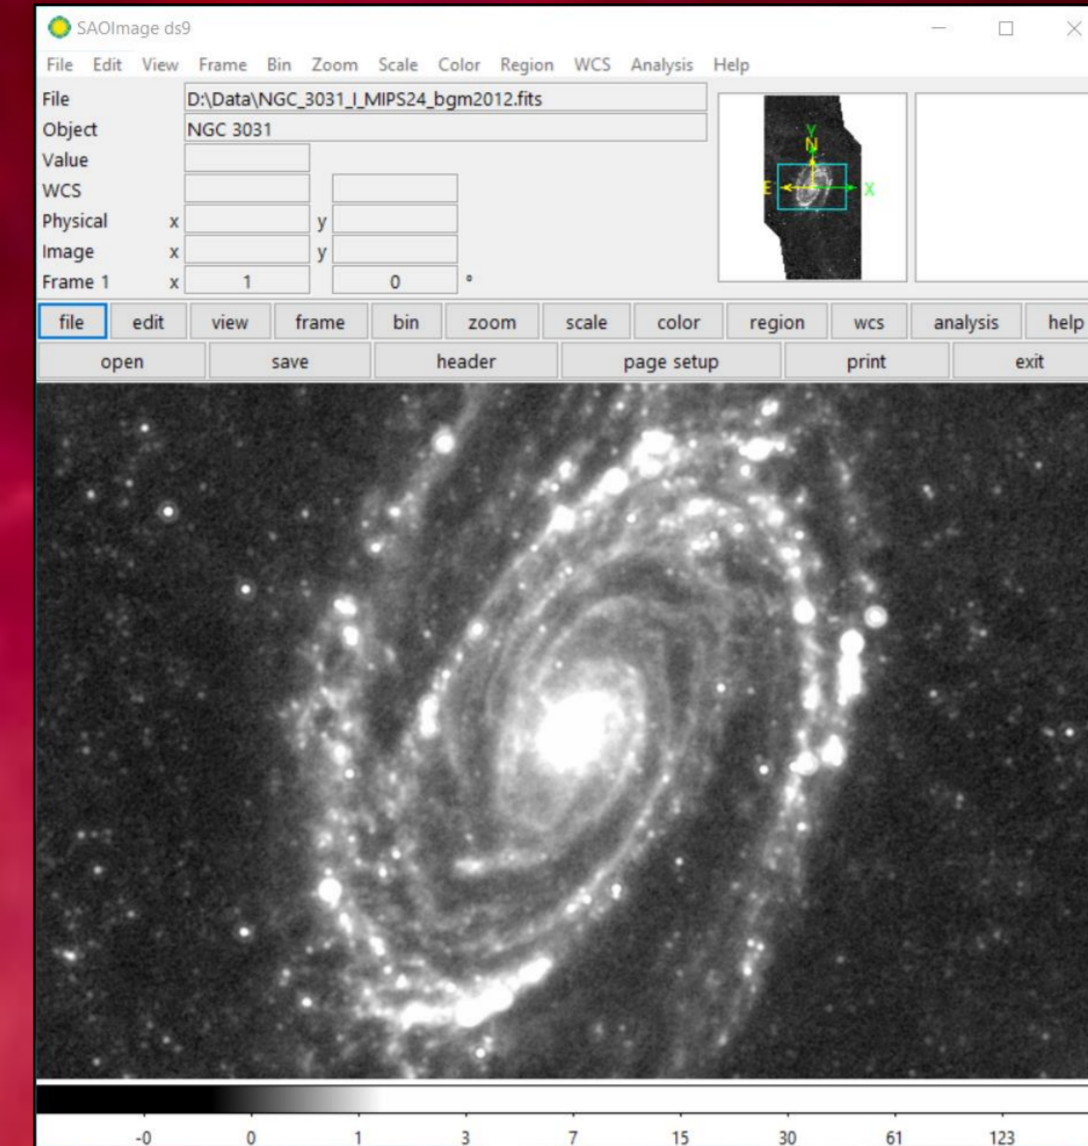 SAOImage ds9
File Edit View Frame Bin Zoom Scale Color Region WCS Analysis Help
File D:\Data\NGC_3031_I_MIPS24_bgm2012.fits
Object NGC 3031
Value
WCS
Physical x y
Image x y
Frame 1 x 1 0 °
Y
N
E X
file edit view frame bin zoom scale color region wcs analysis help
open save header page setup print exit
-0 0 1 3 7 15 30 61 123